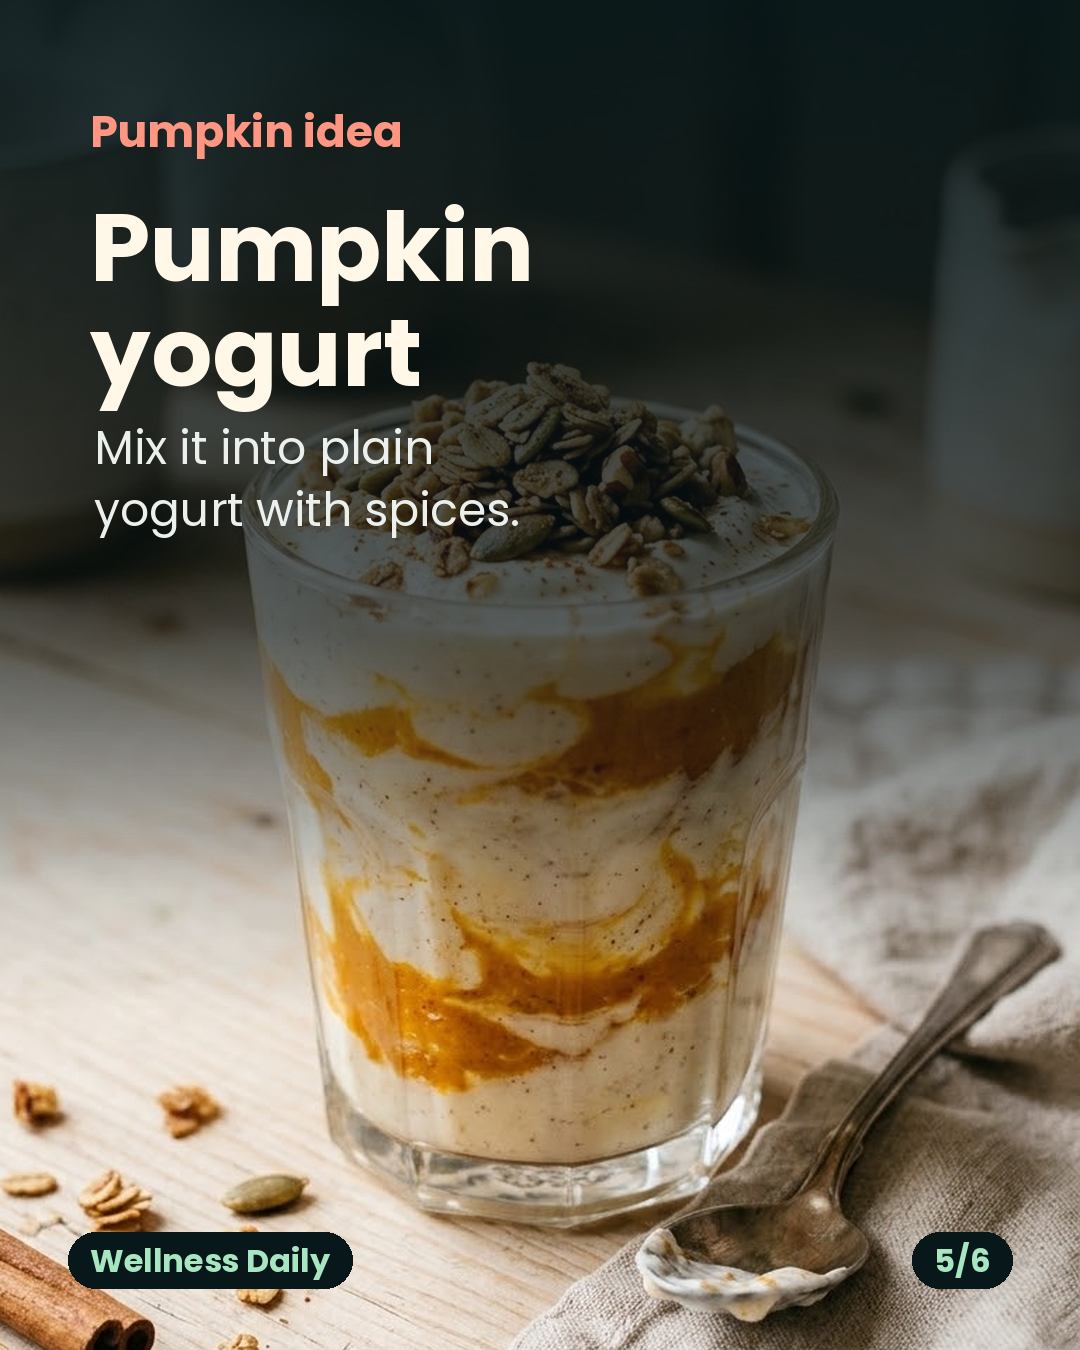 Pumpkin idea
Pumpkin
yogurt
Mix it into plain
yogurt with spices.
Wellness Daily
5/6